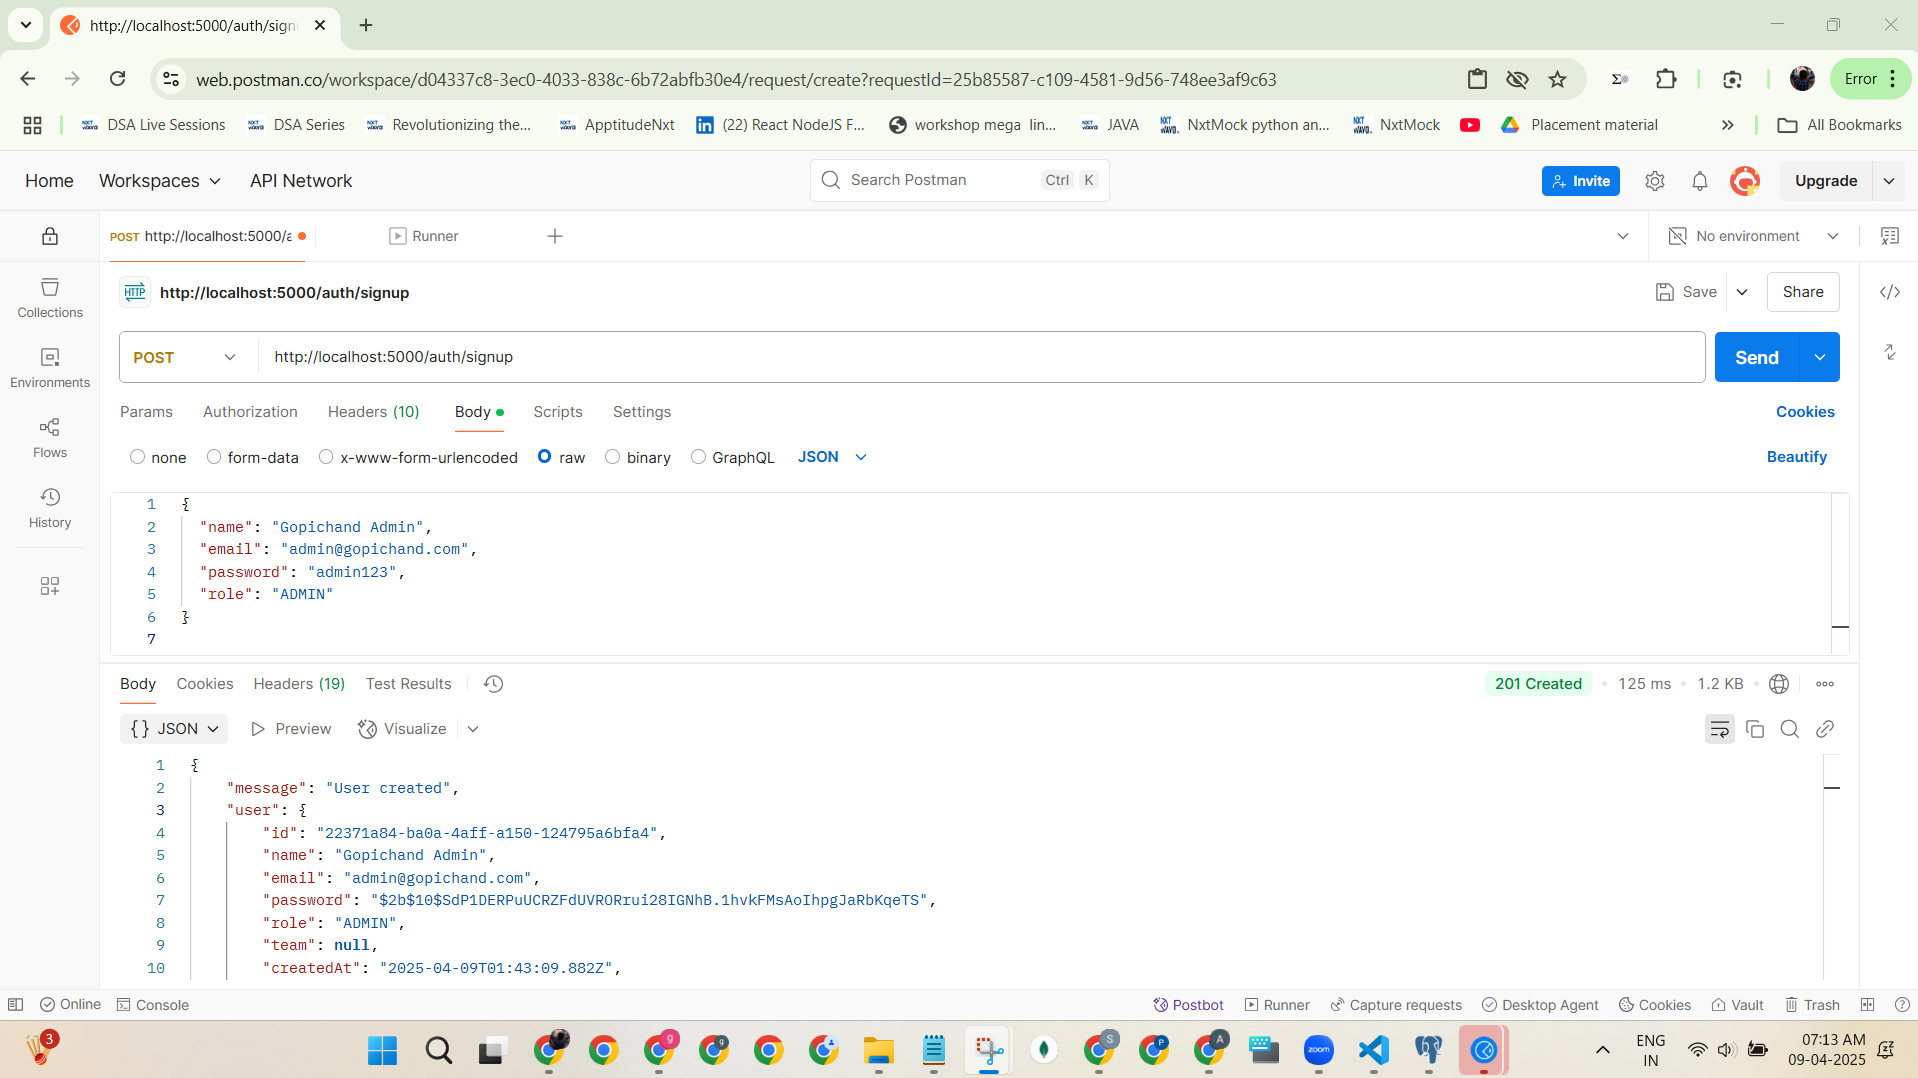 http://localhost:5000/auth/sign
web.postman.co/workspace/d04337c8-3ec0-4033-838c-6b72abfb30e4/request/create?requestId=25b85587-c109-4581-9d56-748ee3af9c63
Error
DSA Live Sessions DSA Series Revolutionizing the... ApptitudeNxt (22) React NodeJS F... workshop mega lin... JAVA NxtMock python an... NxtMock Placement material All Bookmarks
Home Workspaces API Network Search Postman Ctrl K Invite Upgrade
POST http://localhost:5000/a Runner No environment
HTTP http://localhost:5000/auth/signup Save Share
Collections
Environments
Flows
History
POST http://localhost:5000/auth/signup Send
Params Authorization Headers (10) Body Scripts Settings Cookies
none form-data x-www-form-urlencoded raw binary GraphQL JSON Beautify
1 {
2 "name": "Gopichand Admin",
3 "email": "admin@gopichand.com",
4 "password": "admin123",
5 "role": "ADMIN"
6 }
7
Body Cookies Headers (19) Test Results 201 Created 125 ms 1.2 KB
{} JSON Preview Visualize
1 {
2 "message": "User created",
3 "user": {
4 "id": "22371a84-ba0a-4aff-a150-124795a6bfa4",
5 "name": "Gopichand Admin",
6 "email": "admin@gopichand.com",
7 "password": "$2b$10$SdP1DERPuUCRZFdUVRORrui28IGNhB.1hvkFMsAoIhpgJaRbKqeTS",
8 "role": "ADMIN",
9 "team": null,
10 "createdAt": "2025-04-09T01:43:09.882Z",
Online Console Postbot Runner Capture requests Desktop Agent Cookies Vault Trash
3
zoom
ENG
IN
07:13 AM
09-04-2025